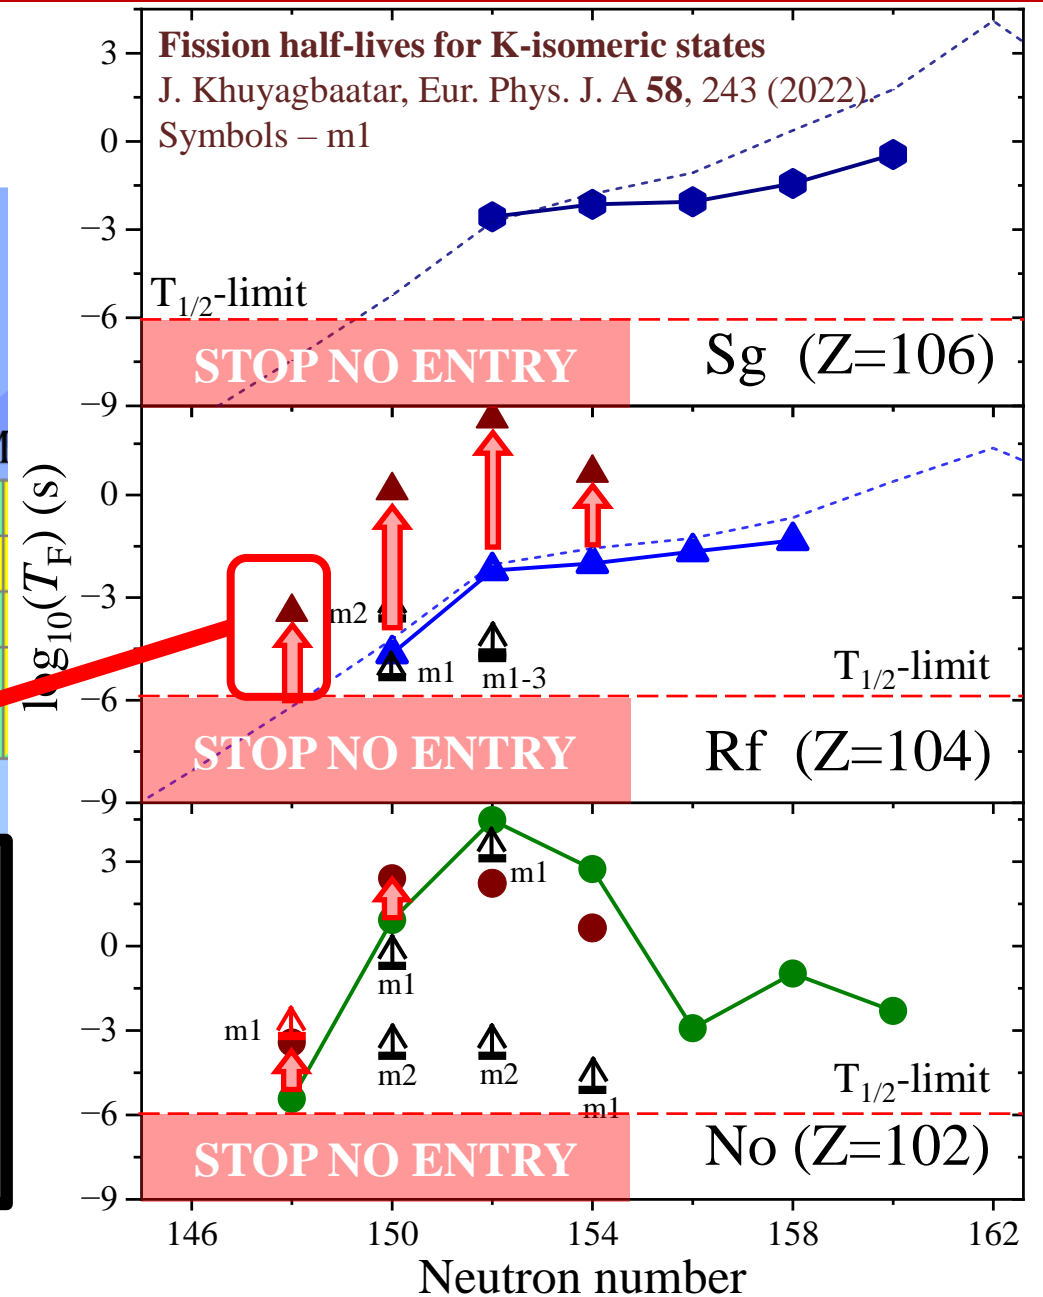 Fission half-lives for K-isomeric states
J. Khuyagbaatar, Eur. Phys. J. A 58, 243 (2022).
Symbols – m1
3
0
−3
−6
−9
T1/2-limit
STOP NO ENTRY
Sg (Z=106)
log10(TF) (s)
0
−3
−6
−9
m2
m1
m1-3
T1/2-limit
STOP NO ENTRY
Rf (Z=104)
3
0
−3
−6
−9
m1
m1
m1
m2
m2
m1
T1/2-limit
STOP NO ENTRY
No (Z=102)
146 150 154 158 162
Neutron number